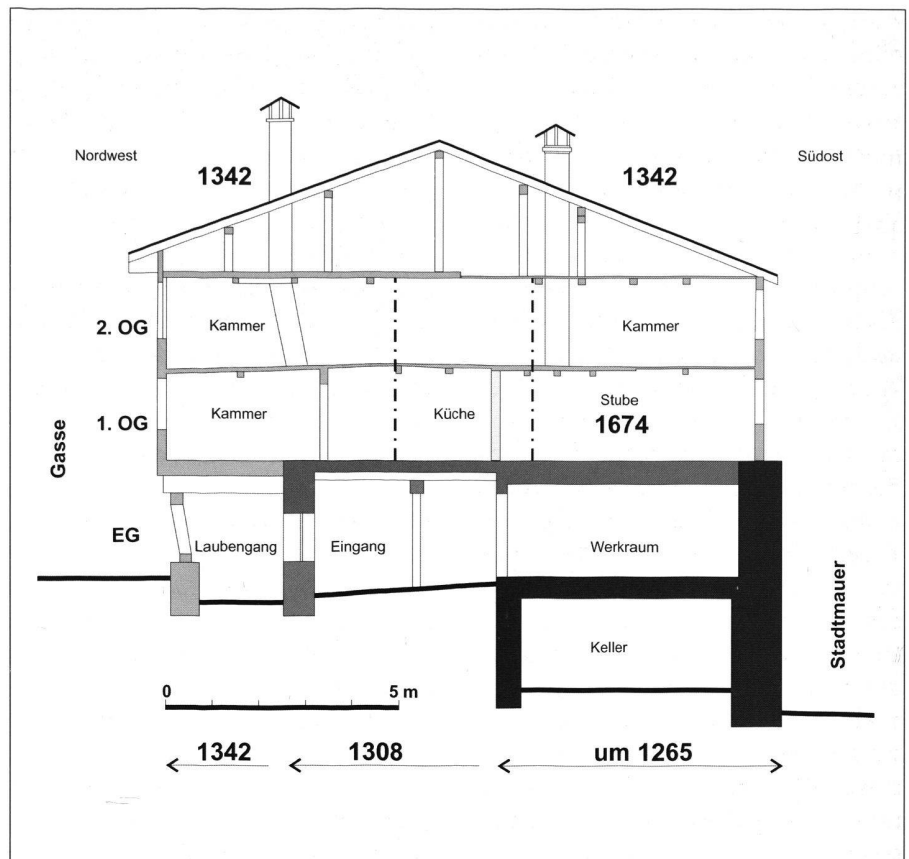 Nordwest
Südost
1342
1342
2. OG
Kammer
Kammer
1. OG
Kammer
Küche
Stube
1674
Gasse
EG
Laubengang
Eingang
Werkraum
Keller
Stadtmauer
0
5 m
1342
1308
um 1265